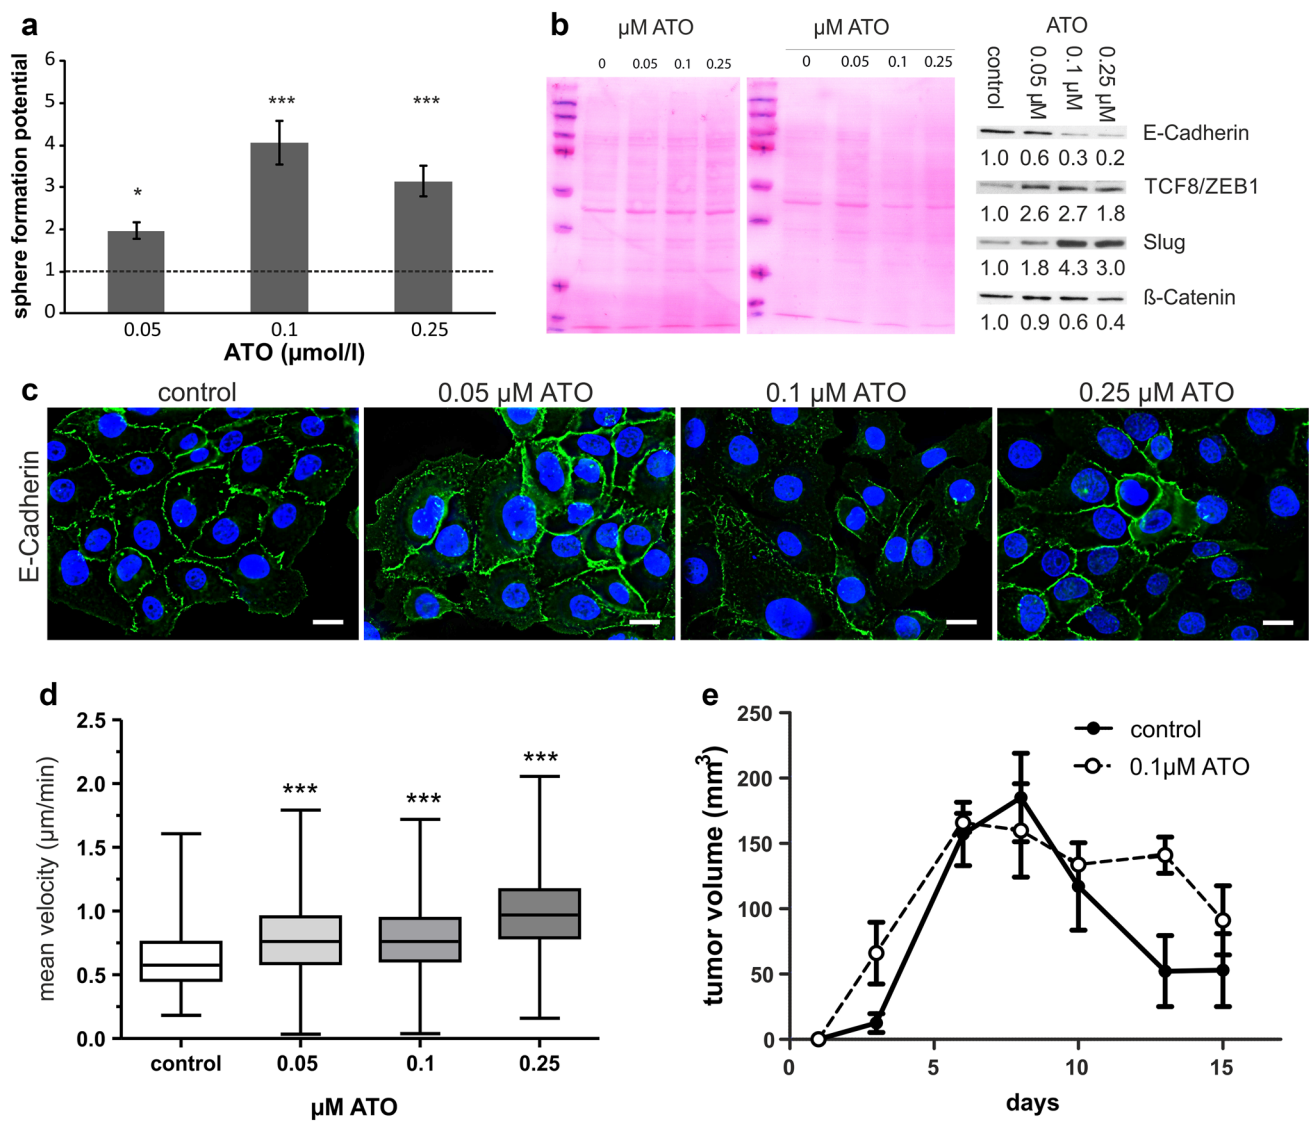 a
sphere formation potential
6
5
4
3
2
1
0
*
***
***
0.05 0.1 0.25
ATO (µmol/l)
b
µM ATO
0 0.05 0.1 0.25
µM ATO
0 0.05 0.1 0.25
ATO
control 0.05 µM 0.1 µM 0.25 µM
E-Cadherin
1.0 0.6 0.3 0.2
TCF8/ZEB1
1.0 2.6 2.7 1.8
Slug
1.0 1.8 4.3 3.0
ß-Catenin
1.0 0.9 0.6 0.4
c
control 0.05 µM ATO 0.1 µM ATO 0.25 µM ATO
E-Cadherin
d
mean velocity (µm/min)
2.5
2.0
1.5
1.0
0.5
0.0
***
***
***
control 0.05 0.1 0.25
µM ATO
e
tumor volume (mm³)
250
200
150
100
50
0
control
0.1µM ATO
0 5 10 15
days